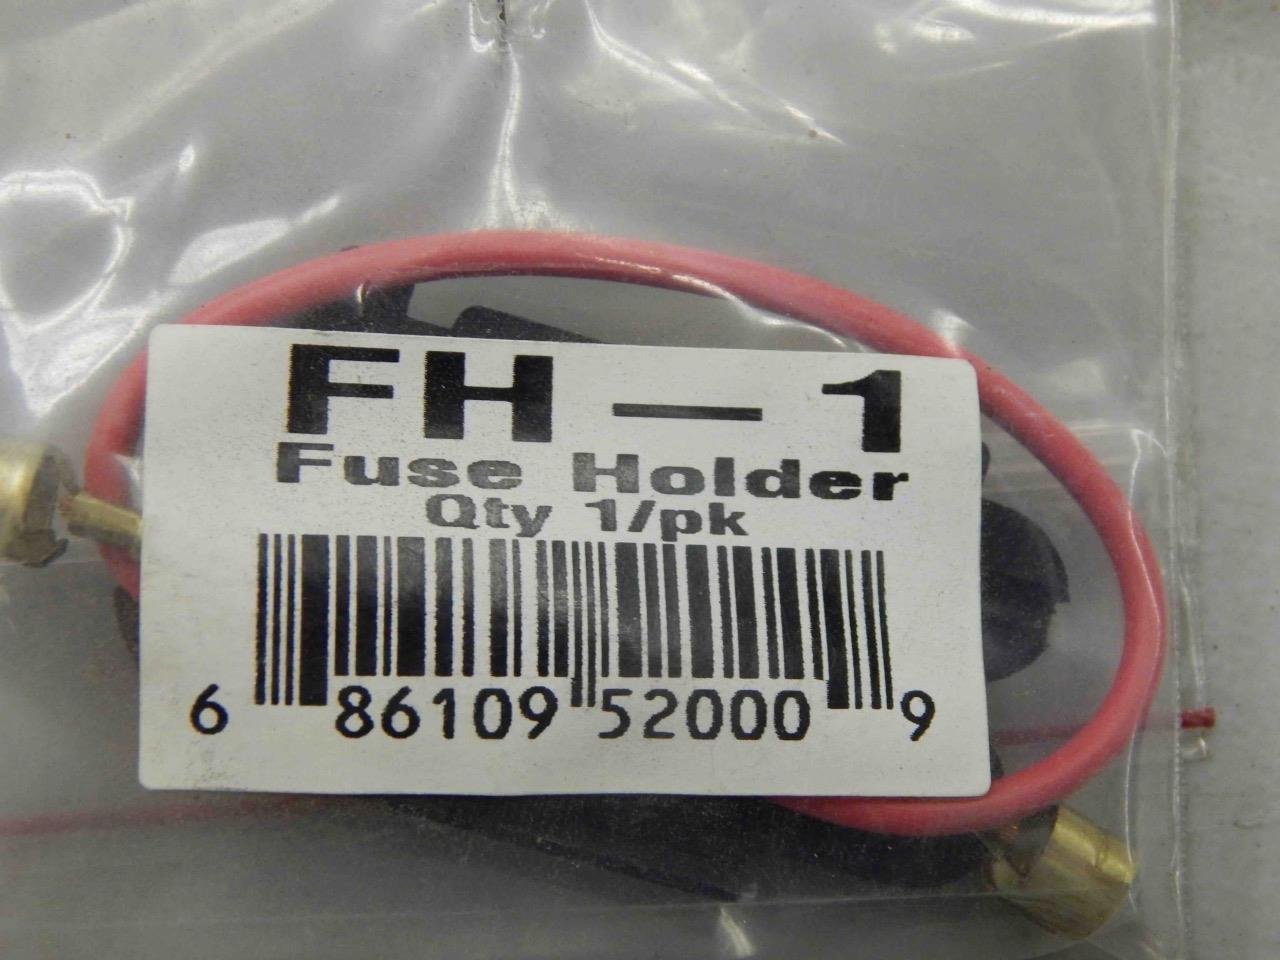 FH — 1
Fuse Holder
Qty 1/pk
6 86109 52000 9